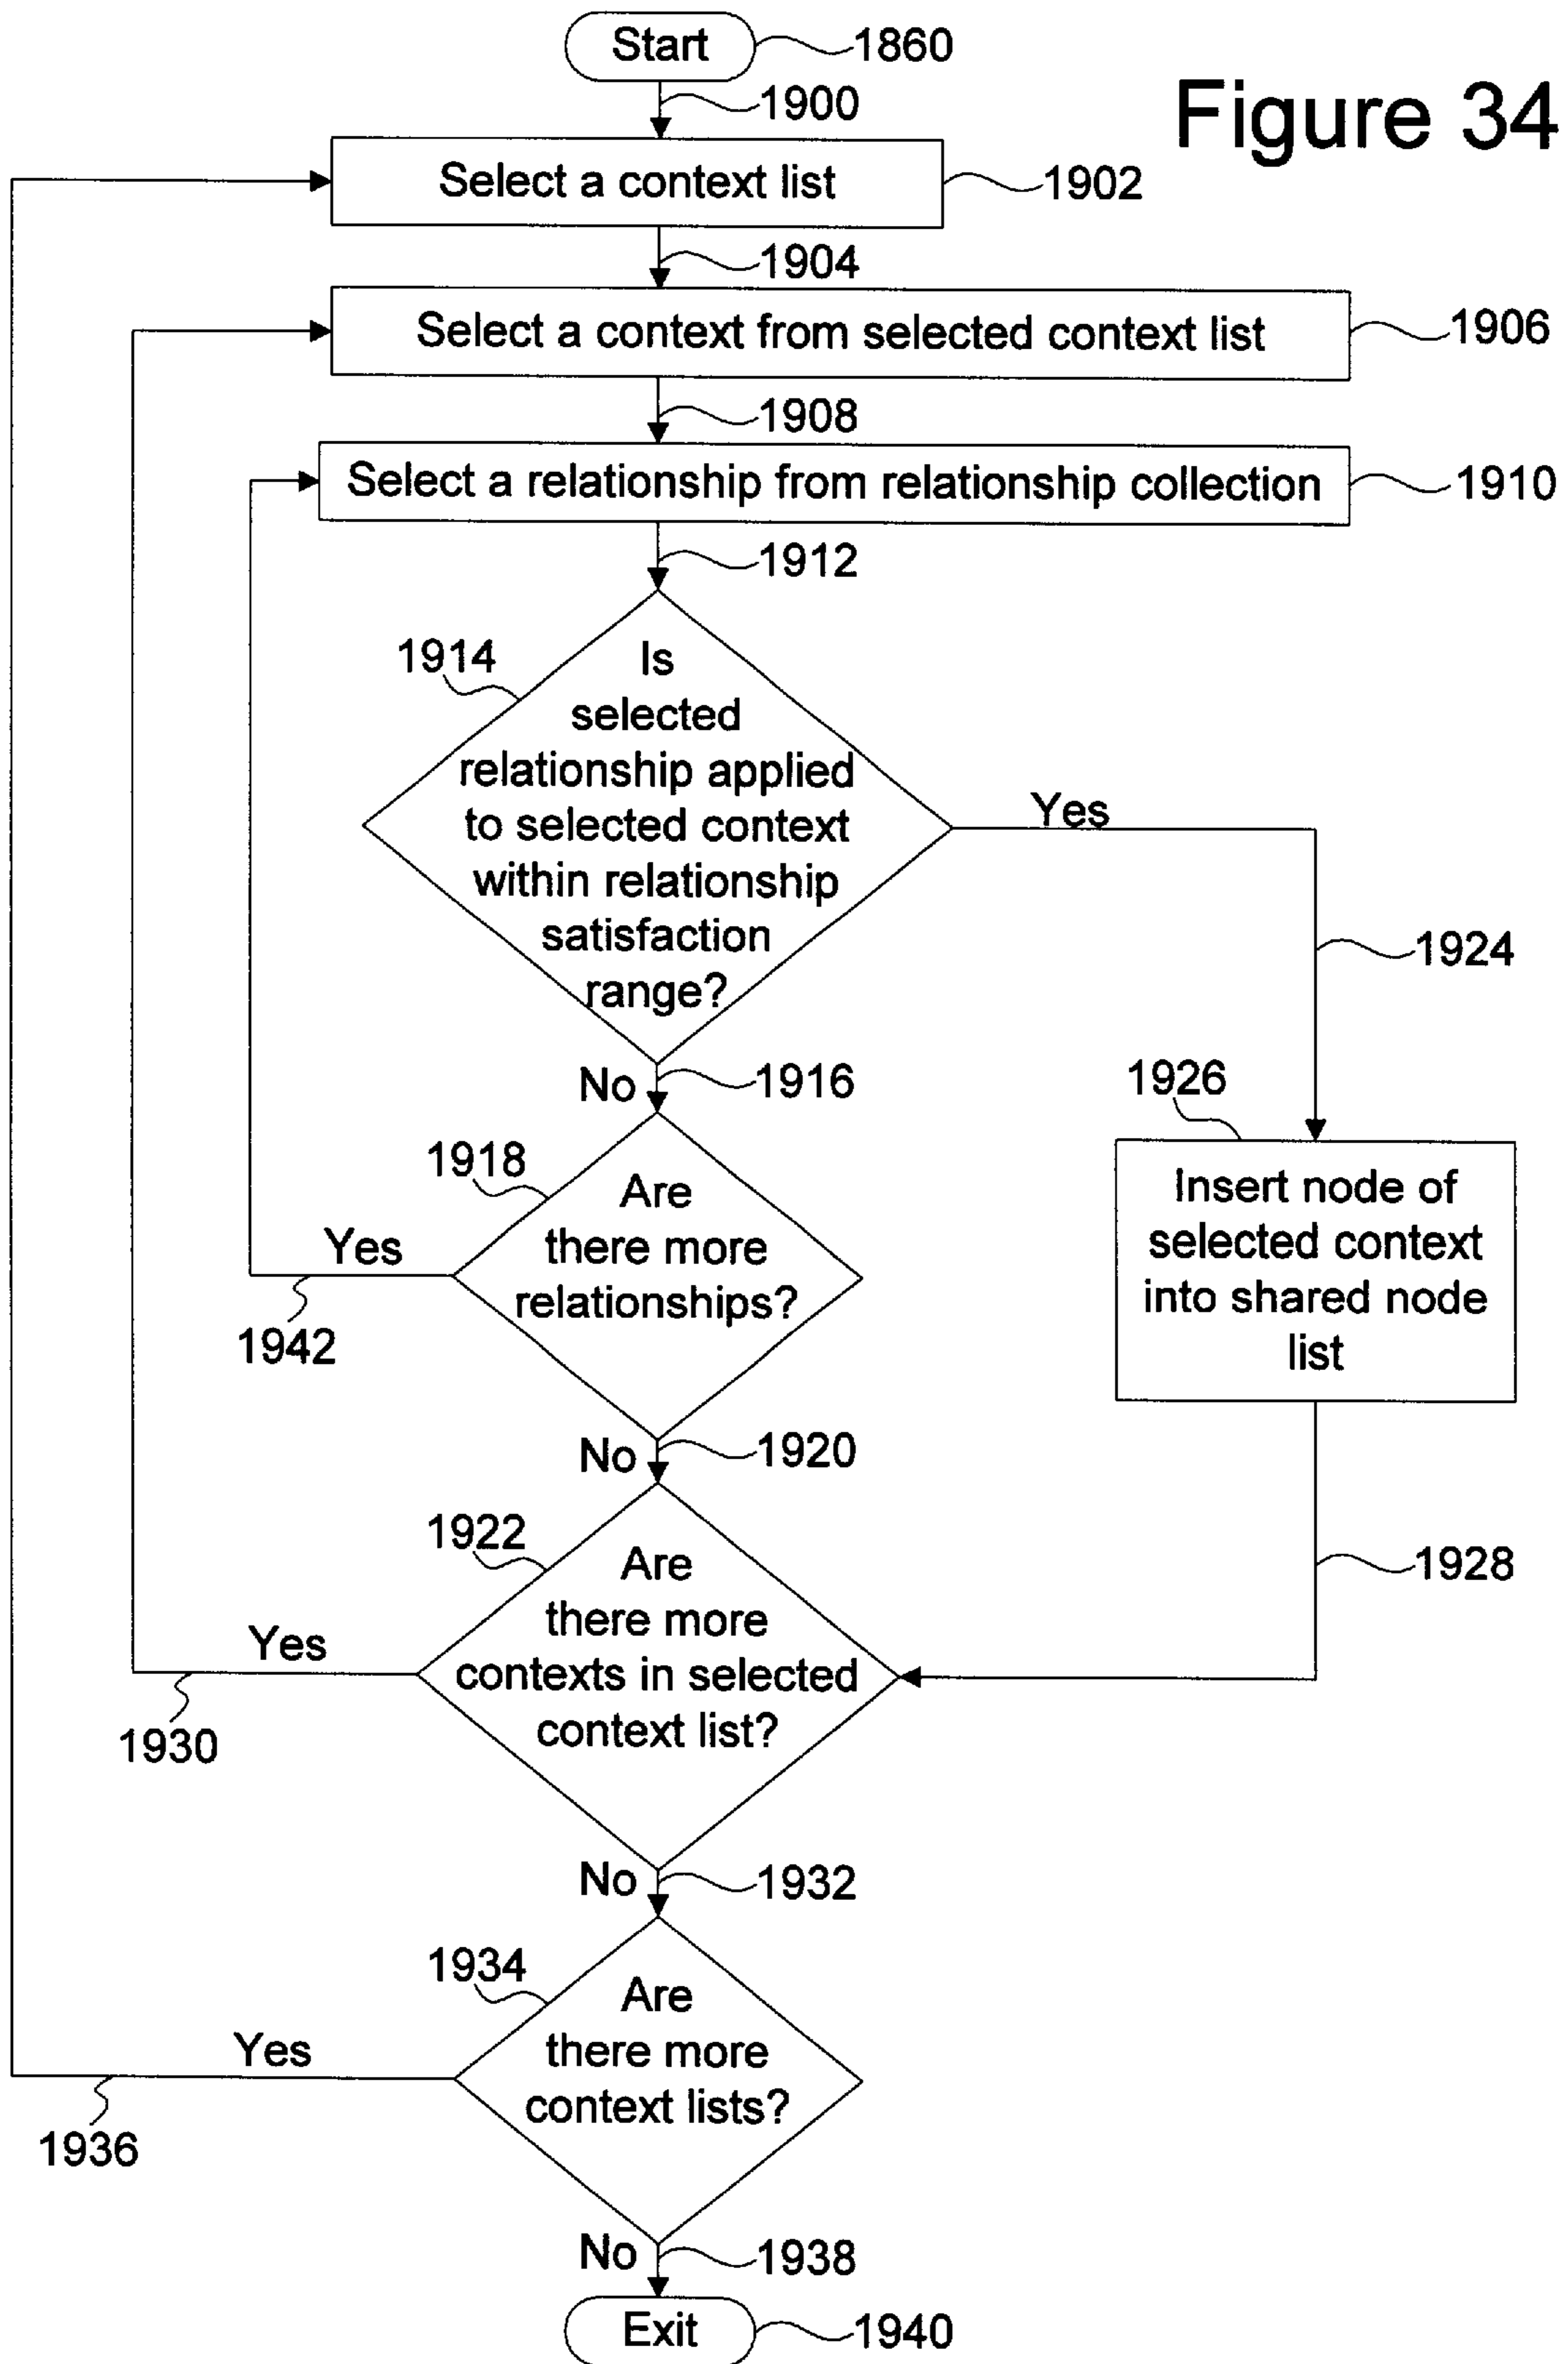 Start
1860
Figure 34
1900
Select a context list
1902
1904
Select a context from selected context list
1906
1908
Select a relationship from relationship collection
1910
1912
1914
Is
selected
relationship applied
to selected context
within relationship
satisfaction
range?
Yes
1924
No
1916
1926
Insert node of
selected context
into shared node
list
1918
Are
there more
relationships?
Yes
1942
No
1920
1922
Are
there more
contexts in selected
context list?
1928
Yes
1930
No
1932
1934
Are
there more
context lists?
Yes
1936
No
1938
Exit
1940